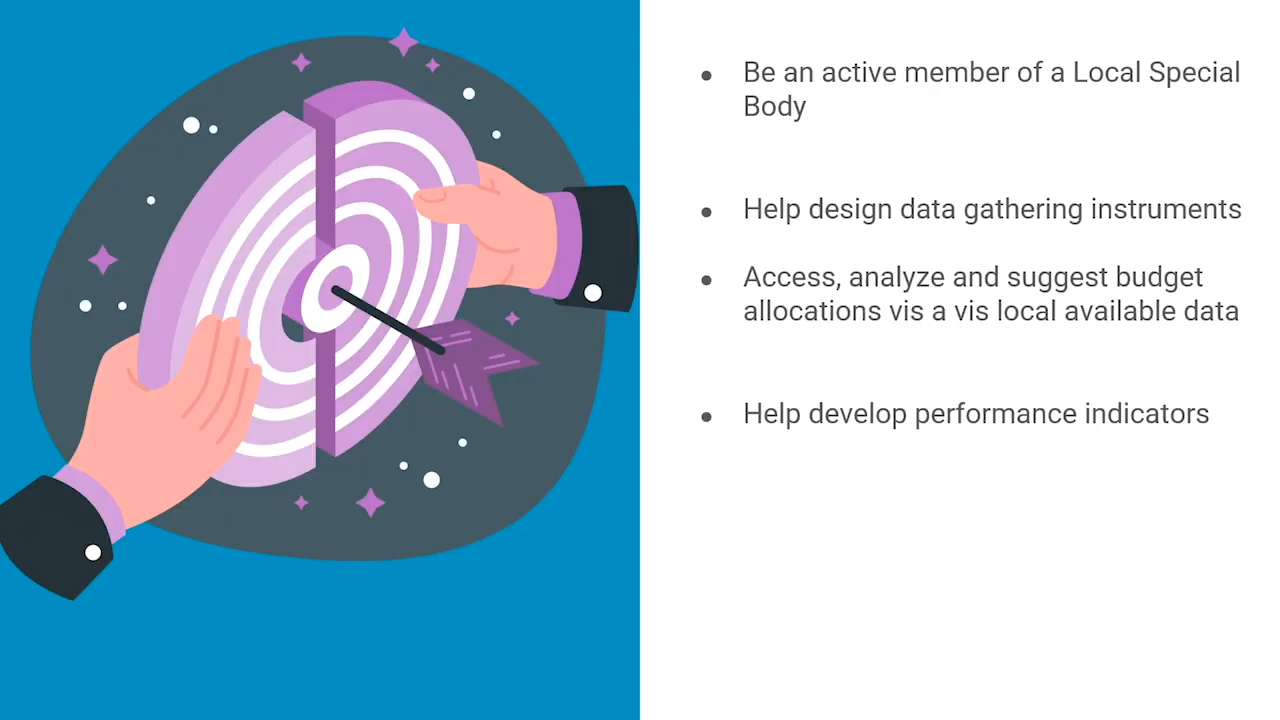 ● Be an active member of a Local Special
Body
● Help design data gathering instruments
● Access, analyze and suggest budget
allocations vis a vis local available data
● Help develop performance indicators